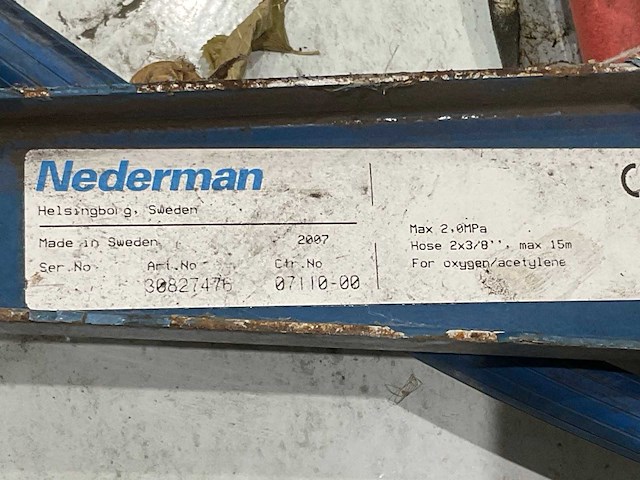 Nederman
Helsingborg, Sweden
Made in Sweden 2007
Ser.No Art.No Ctr.No
30827476 07110-00
Max 2,0MPa
Hose 2x3/8'', max 15m
For oxygen/acetylene